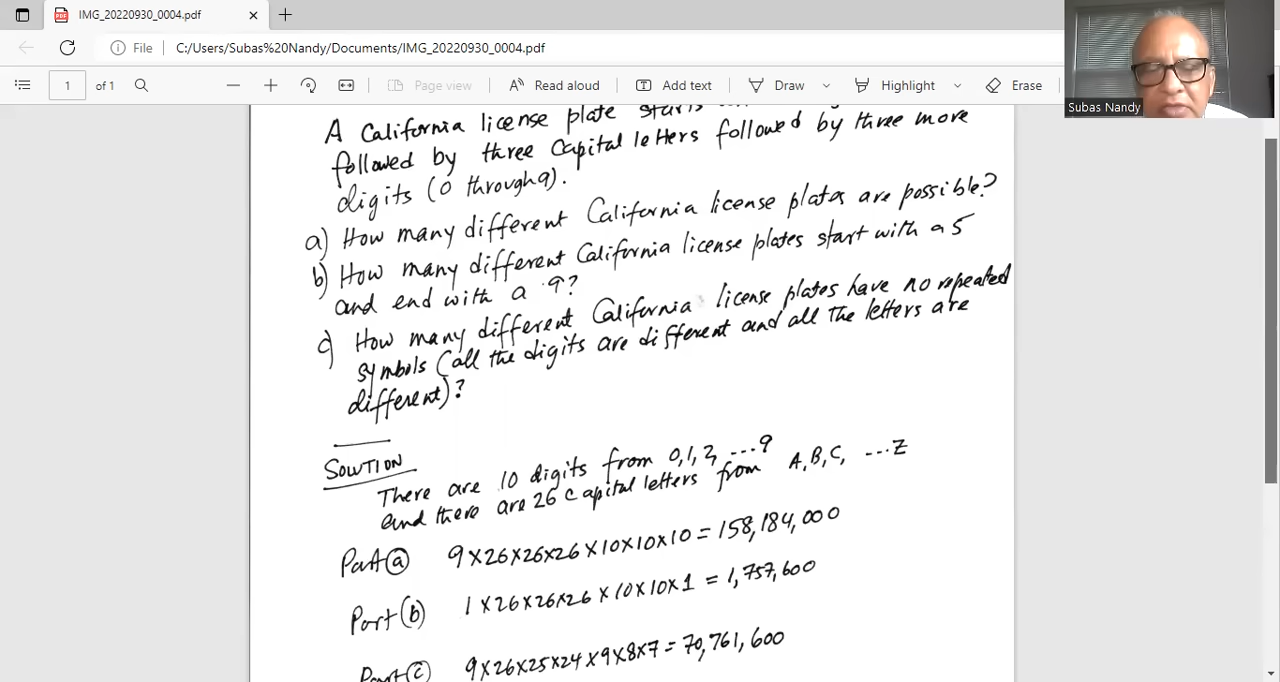 IMG_20220930_0004.pdf
File C:/Users/Subas%20Nandy/Documents/IMG_20220930_0004.pdf
1 of 1 Page view Read aloud Add text Draw Highlight Erase
Subas Nandy
A California license plate starts
followed by three capital letters followed by three more
digits (0 through 9).
a) How many different California license plates are possible?
b) How many different California license plates start with a 5
and end with a 9?
c) How many different California license plates have no repeated
symbols (all the digits are different and all the letters are
different)?
SOLUTION
There are 10 digits from 0,1,2, ...9
and there are 26 capital letters from A,B,C, ...Z
Part (a) 9×26×26×26×10×10×10 = 158,184,000
Part (b) 1×26×26×26×10×10×1 = 1,757,600
Part (c) 9×26×25×24×9×8×7 = 70,761,600